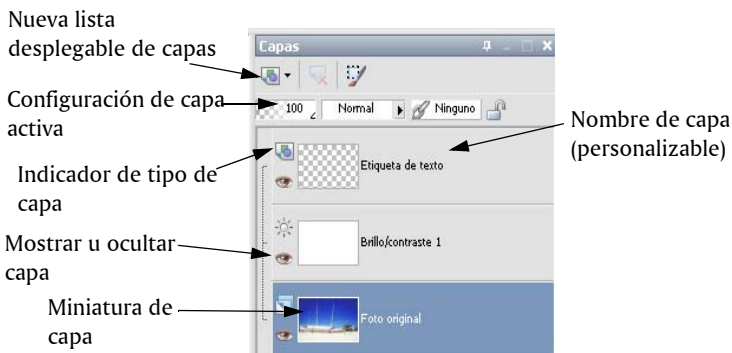 Nueva lista
desplegable de capas
Configuración de capa
activa
Indicador de tipo de
capa
Mostrar u ocultar
capa
Miniatura de
capa
Capas
100
Normal
Ninguno
Etiqueta de texto
Brillo/contraste 1
Foto original
Nombre de capa
(personalizable)